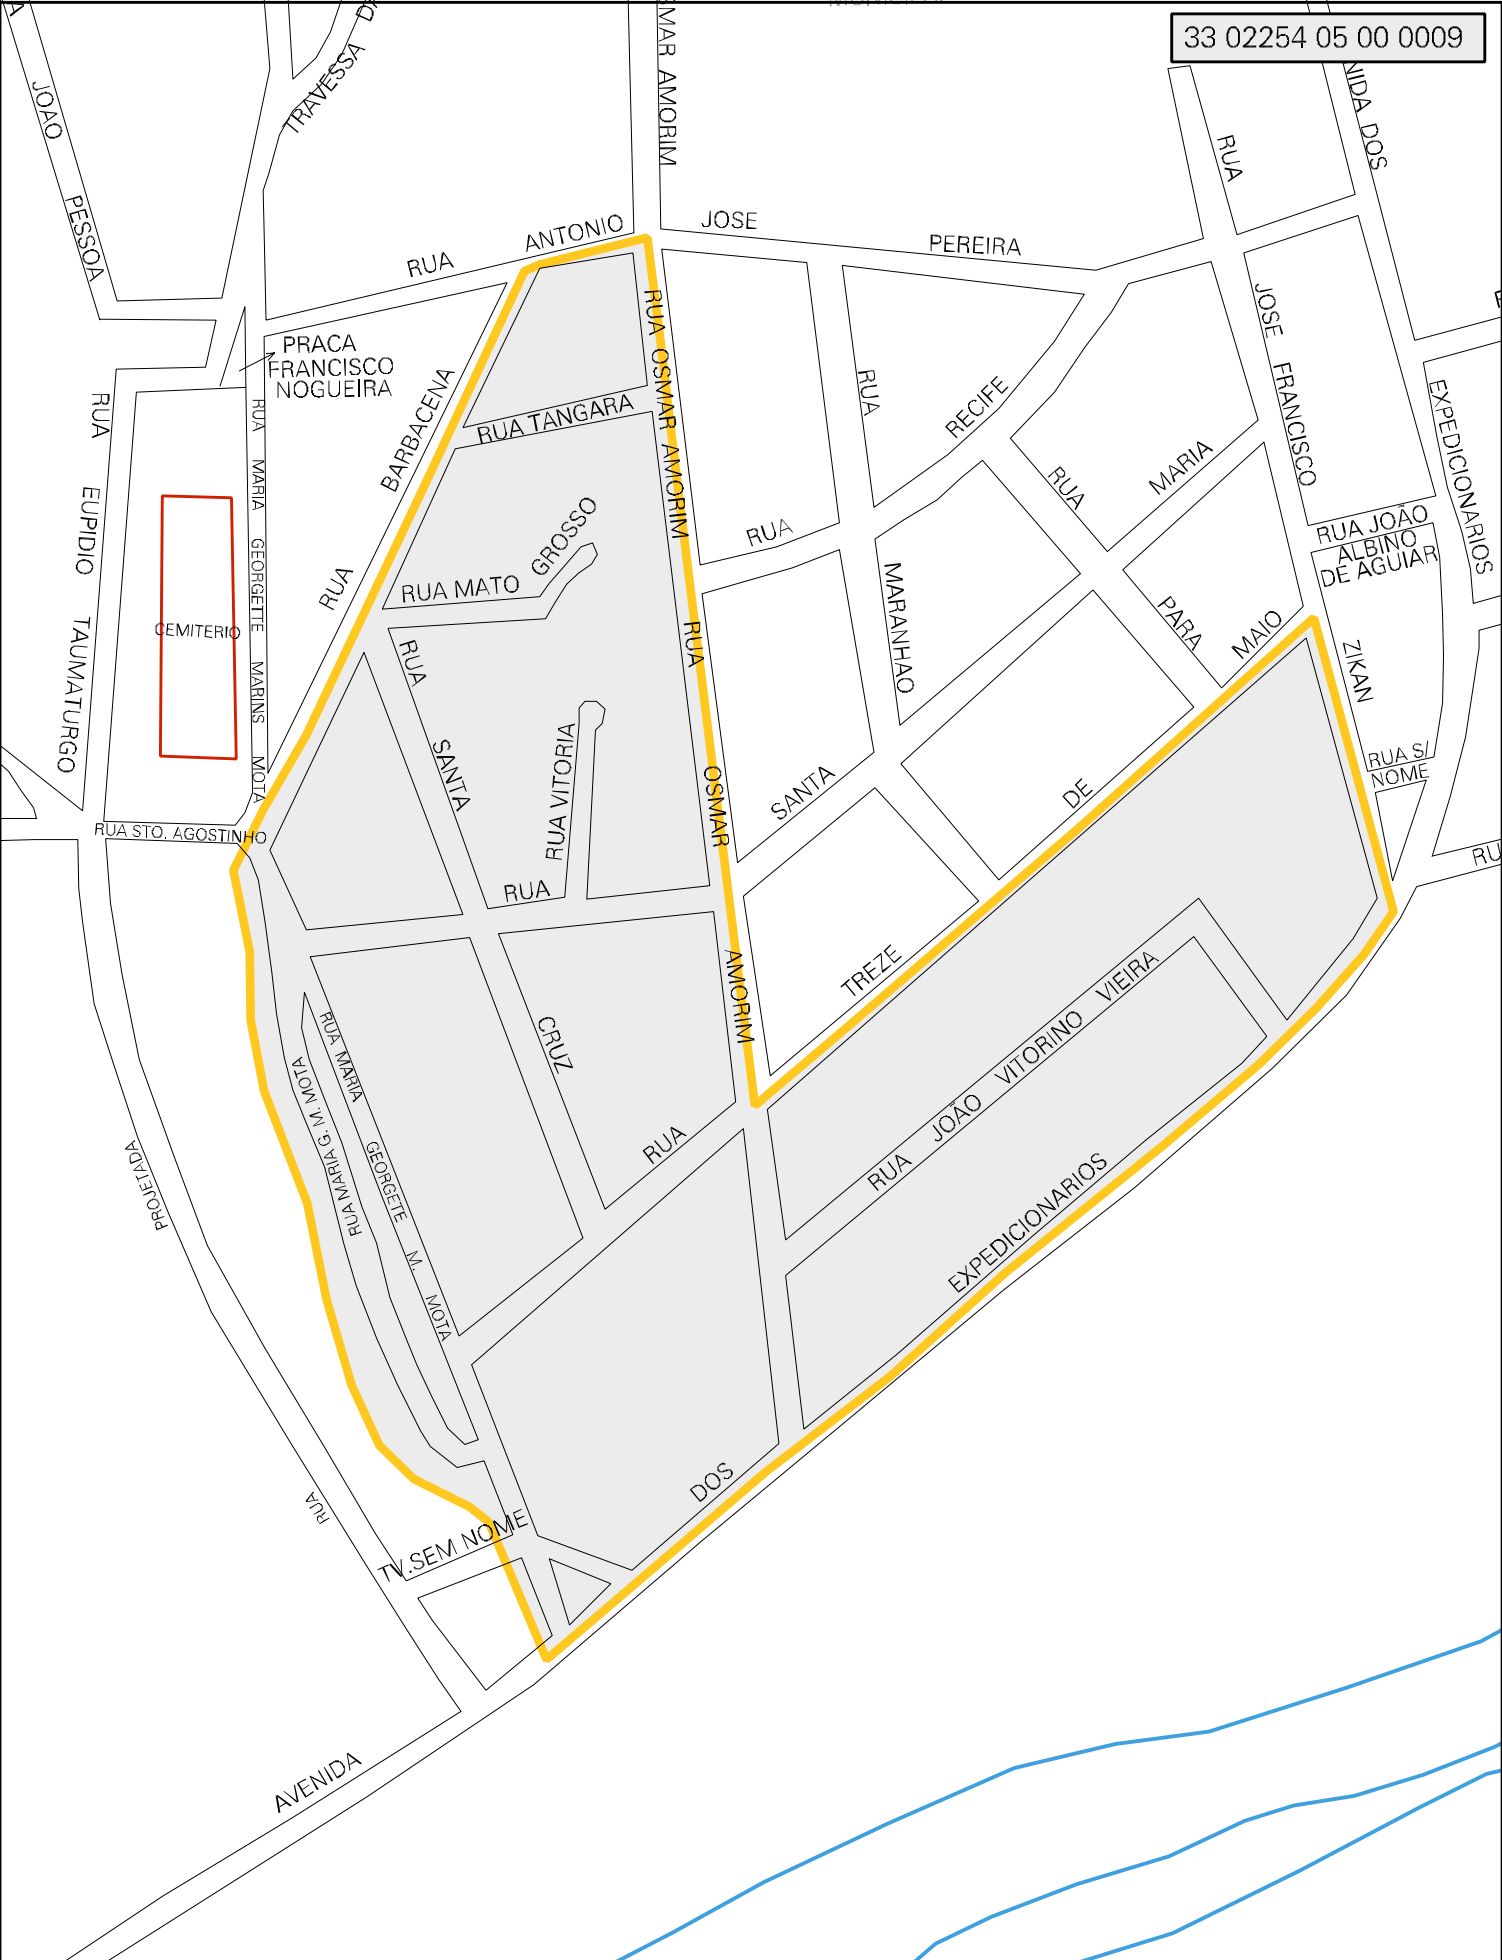 33 02254 05 00 0009
JOAO PESSOA
TRAVESSA
MAR AMORIM
NIDA DOS
RUA
RUA ANTONIO JOSE PEREIRA
PRACA
FRANCISCO
NOGUEIRA
RUA EUPIDIO TAUMATURGO
RUA MARIA GEORGETTE MARINS MOTA
CEMITERIO
RUA BARBACENA
RUA TANGARA
RUA OSMAR AMORIM
RUA MATO GROSSO
RUA SANTA CRUZ
RUA VITORIA
RUA
RUA OSMAR AMORIM
RUA MARANHAO
RECIFE
RUA SANTA MARIA
RUA PARA
JOSE FRANCISCO ZIKAN
EXPEDICIONARIOS
RUA JOÃO
ALBINO
DE AGUIAR
RUA S/
NOME
RU
RUA STO. AGOSTINHO
RUA TREZE DE MAIO
RUA JOÃO VITORINO VIEIRA
RUA MARIA GEORGETE M. MOTA
RUA MARIA G. M. MOTA
RUA PROJETADA
TV.SEM NOME
AVENIDA DOS EXPEDICIONARIOS